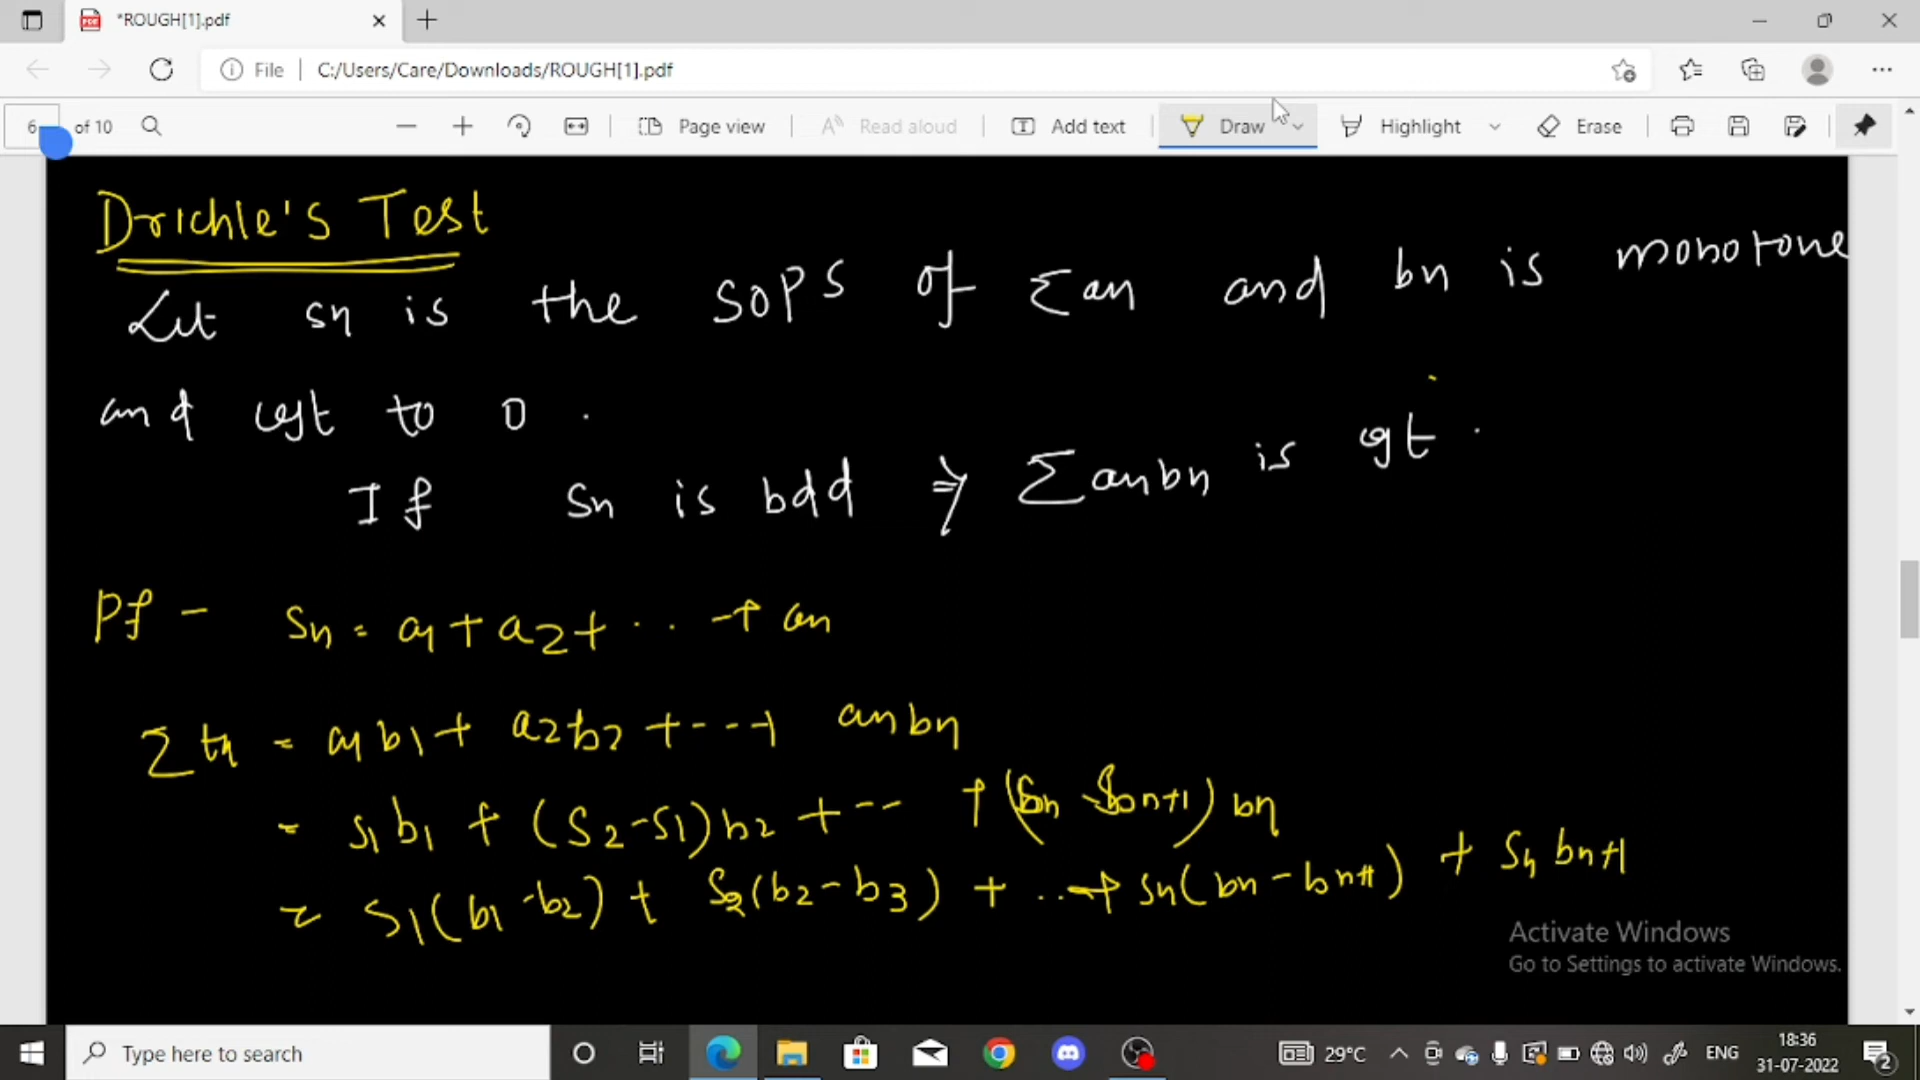 *ROUGH[1].pdf
File C:/Users/Care/Downloads/ROUGH[1].pdf
6 of 10 Page view Read aloud Add text Draw Highlight Erase
Drichle's Test
Let sn is the SOPS of Σan and bn is monotone
and cgt to 0 .
If Sn is bdd ⇒ Σanbn is cgt .
Pf - Sn = a1 + a2 + ... + an
Σtn = a1b1 + a2b2 + --- + anbn
= S1b1 + (S2-S1)b2 + -- + ( n+1) bn
= S1(b1-b2) + S2(b2-b3) + ... + Sn(bn-bn+1) + Sn bn+1
Activate Windows
Go to Settings to activate Windows.
Type here to search 29°C ENG 18:36
31-07-2022 2